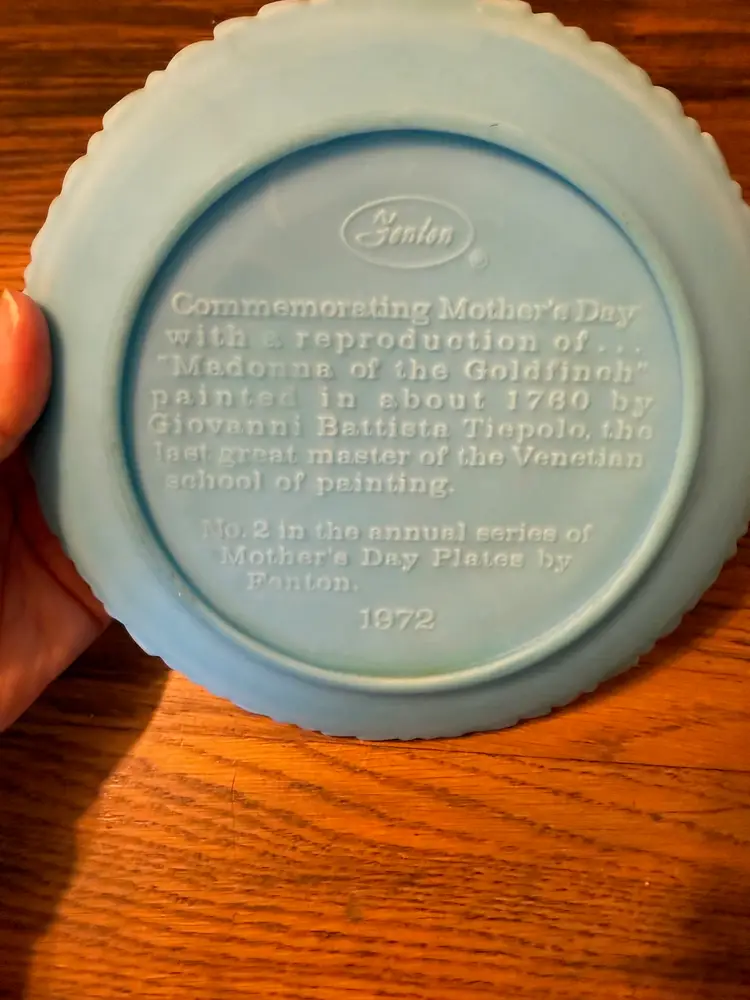 Fenton
®
Commemorating Mother's Day
with a reproduction of...
"Madonna of the Goldfinch"
painted in about 1760 by
Giovanni Battista Tiepolo, the
last great master of the Venetian
school of painting.
No. 2 in the annual series of
Mother's Day Plates by
Fenton.
1972